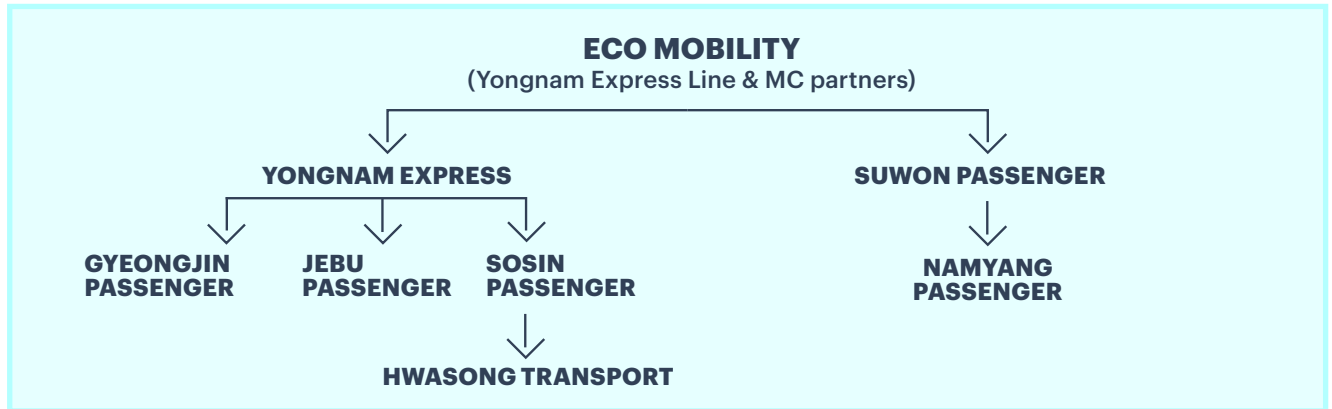 ECO MOBILITY
(Yongnam Express Line & MC partners)
YONGNAM EXPRESS
SUWON PASSENGER
GYEONGJIN
PASSENGER
JEBU
PASSENGER
SOSIN
PASSENGER
NAMYANG
PASSENGER
HWASONG TRANSPORT